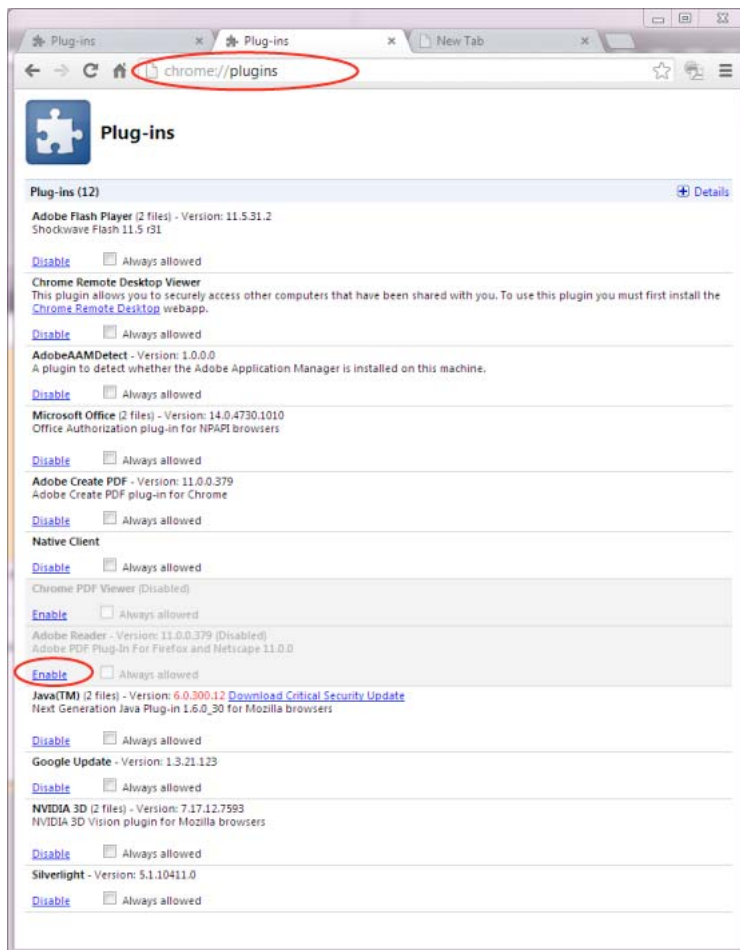 Plug-ins
Plug-ins
New Tab
chrome://plugins
Plug-ins
Plug-ins (12)
Details
Adobe Flash Player (2 files) - Version: 11.5.31.2
Shockwave Flash 11.5 r31
Disable Always allowed
Chrome Remote Desktop Viewer
This plugin allows you to securely access other computers that have been shared with you. To use this plugin you must first install the
Chrome Remote Desktop webapp.
Disable Always allowed
AdobeAAMDetect - Version: 1.0.0.0
A plugin to detect whether the Adobe Application Manager is installed on this machine.
Disable Always allowed
Microsoft Office (2 files) - Version: 14.0.4730.1010
Office Authorization plug-in for NPAPI browsers
Disable Always allowed
Adobe Create PDF - Version: 11.0.0.379
Adobe Create PDF plug-in for Chrome
Disable Always allowed
Native Client
Disable Always allowed
Chrome PDF Viewer (Disabled)
Enable Always allowed
Adobe Reader - Version: 11.0.0.379 (Disabled)
Adobe PDF Plug-In For Firefox and Netscape 11.0.0
Enable Always allowed
Java(TM) (2 files) - Version: 6.0.300.12 Download Critical Security Update
Next Generation Java Plug-in 1.6.0_30 for Mozilla browsers
Disable Always allowed
Google Update - Version: 1.3.21.123
Disable Always allowed
NVIDIA 3D (2 files) - Version: 7.17.12.7593
NVIDIA 3D Vision plugin for Mozilla browsers
Disable Always allowed
Silverlight - Version: 5.1.10411.0
Disable Always allowed